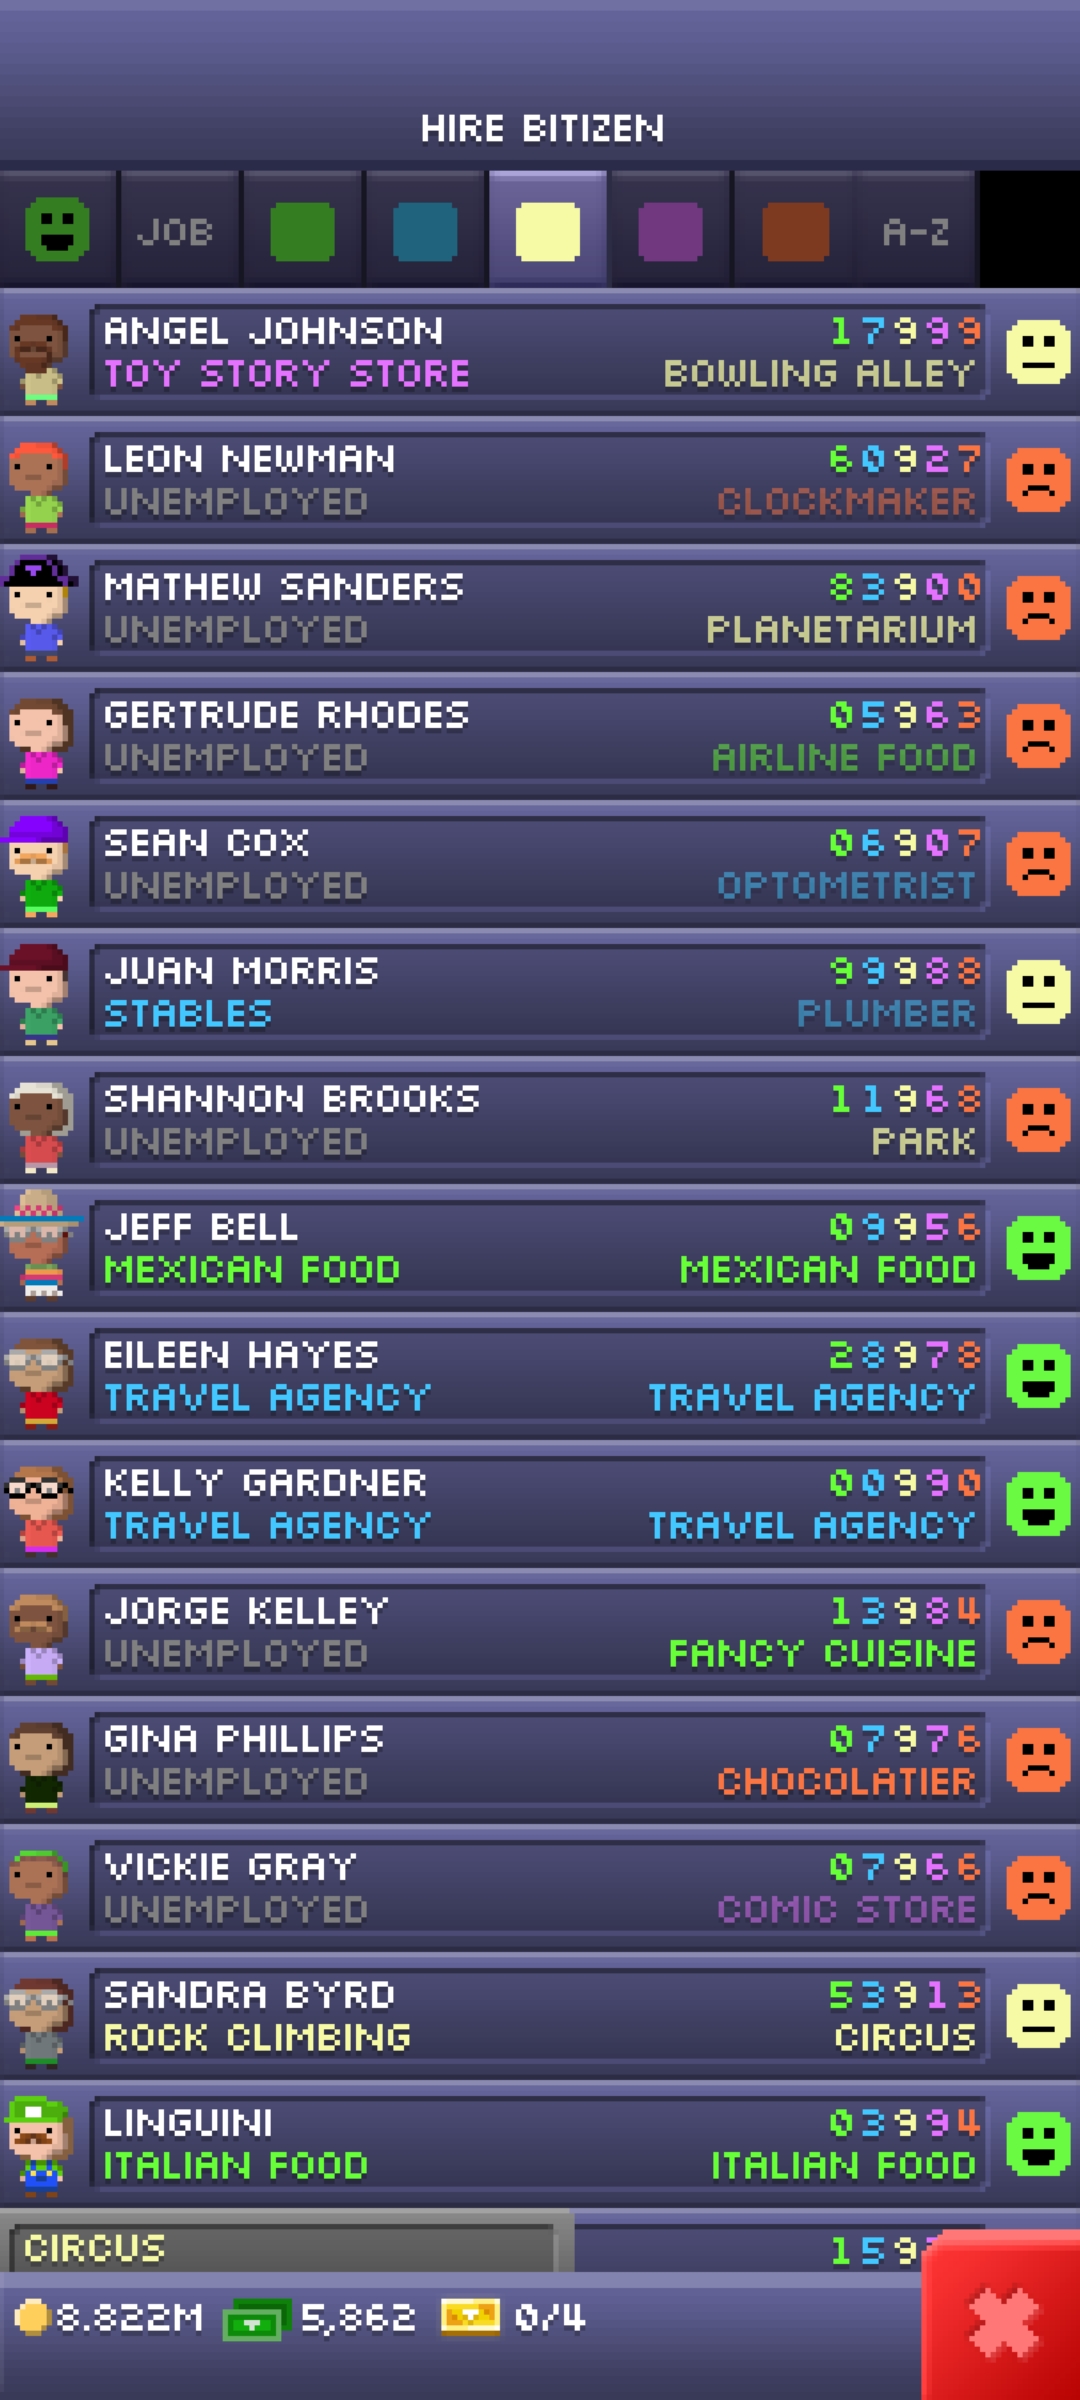 HIRE BITIZEN
JOB A-Z
ANGEL JOHNSON 17999
TOY STORY STORE BOWLING ALLEY
LEON NEWMAN 60927
UNEMPLOYED CLOCKMAKER
MATHEW SANDERS 83900
UNEMPLOYED PLANETARIUM
GERTRUDE RHODES 05963
UNEMPLOYED AIRLINE FOOD
SEAN COX 06907
UNEMPLOYED OPTOMETRIST
JUAN MORRIS 99988
STABLES PLUMBER
SHANNON BROOKS 11968
UNEMPLOYED PARK
JEFF BELL 09956
MEXICAN FOOD MEXICAN FOOD
EILEEN HAYES 28978
TRAVEL AGENCY TRAVEL AGENCY
KELLY GARDNER 00990
TRAVEL AGENCY TRAVEL AGENCY
JORGE KELLEY 13984
UNEMPLOYED FANCY CUISINE
GINA PHILLIPS 07976
UNEMPLOYED CHOCOLATIER
VICKIE GRAY 07966
UNEMPLOYED COMIC STORE
SANDRA BYRD 53913
ROCK CLIMBING CIRCUS
LINGUINI 03994
ITALIAN FOOD ITALIAN FOOD
CIRCUS 159
8.822M 5,862 0/4